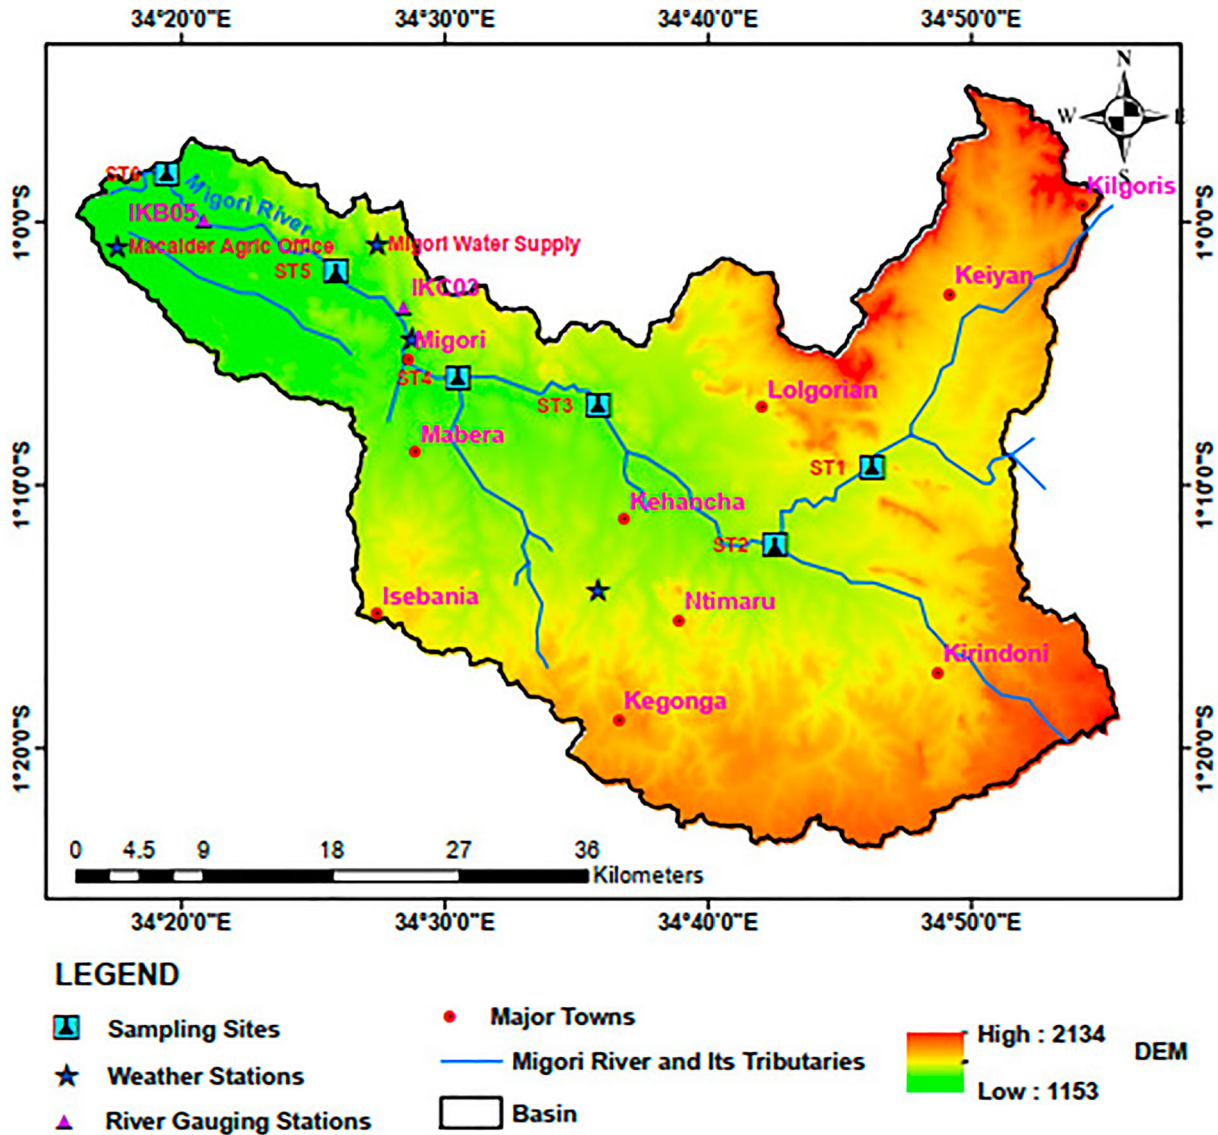 34°20'0"E 34°30'0"E 34°40'0"E 34°50'0"E
N
W E
S
ST6
Kilgoris
Migori River
IKB05
1°0'0"S 1°0'0"S
Macalder Agric Office
Migori Water Supply
ST5
Keiyan
IKC03
Migori
ST4
Lolgorian
ST3
Mabera
ST1
1°10'0"S 1°10'0"S
Kehancha
ST2
Isebania
Ntimaru
Kirindoni
Kegonga
1°20'0"S 1°20'0"S
0 4.5 9 18 27 36
Kilometers
34°20'0"E 34°30'0"E 34°40'0"E 34°50'0"E
LEGEND
Sampling Sites
Weather Stations
River Gauging Stations
Major Towns
Migori River and Its Tributaries
Basin
High : 2134
DEM
Low : 1153